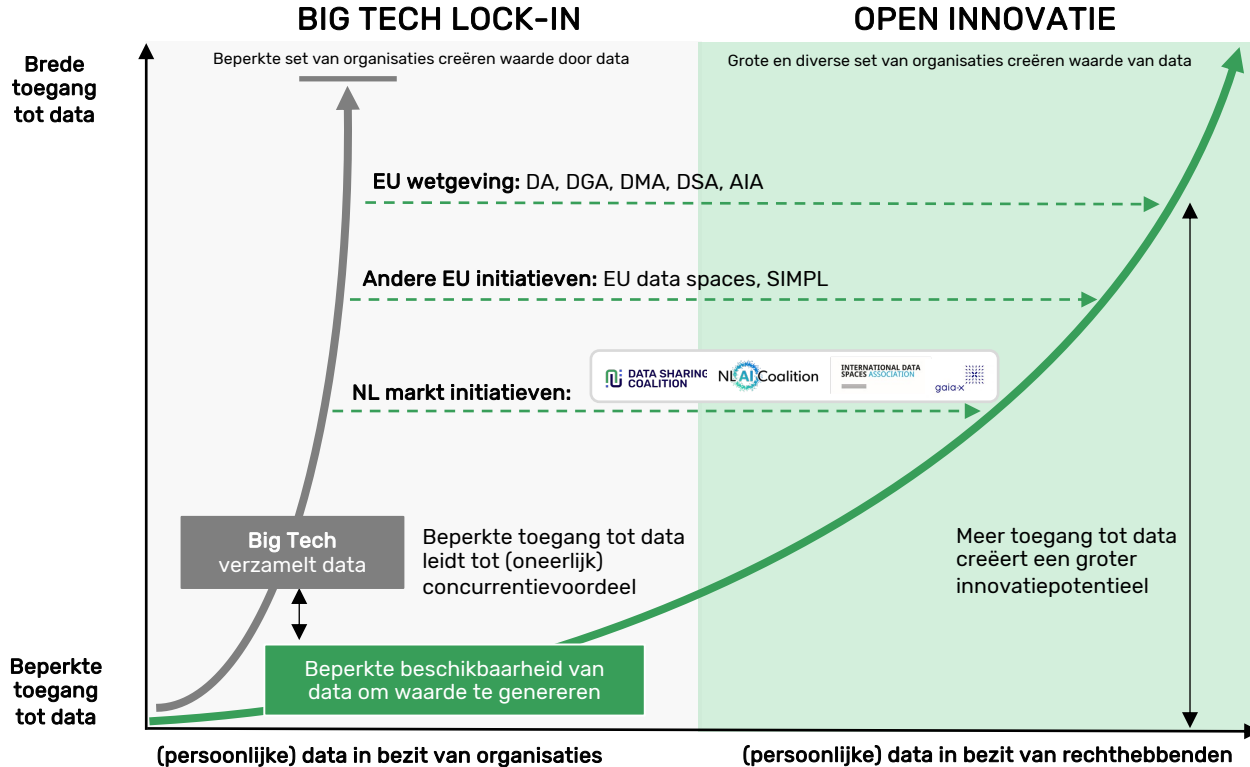 BIG TECH LOCK-IN
OPEN INNOVATIE
Brede
toegang
tot data
Beperkte set van organisaties creëren waarde door data
Grote en diverse set van organisaties creëren waarde van data
EU wetgeving: DA, DGA, DMA, DSA, AIA
Andere EU initiatieven: EU data spaces, SIMPL
NL markt initiatieven:
DATA SHARING
COALITION
NL AI Coalition
INTERNATIONAL DATA
SPACES ASSOCIATION
gaia-x
Big Tech
verzamelt data
Beperkte toegang tot data
leidt tot (oneerlijk)
concurrentievoordeel
Meer toegang tot data
creëert een groter
innovatiepotentieel
Beperkte beschikbaarheid van
data om waarde te genereren
Beperkte
toegang
tot data
(persoonlijke) data in bezit van organisaties
(persoonlijke) data in bezit van rechthebbenden